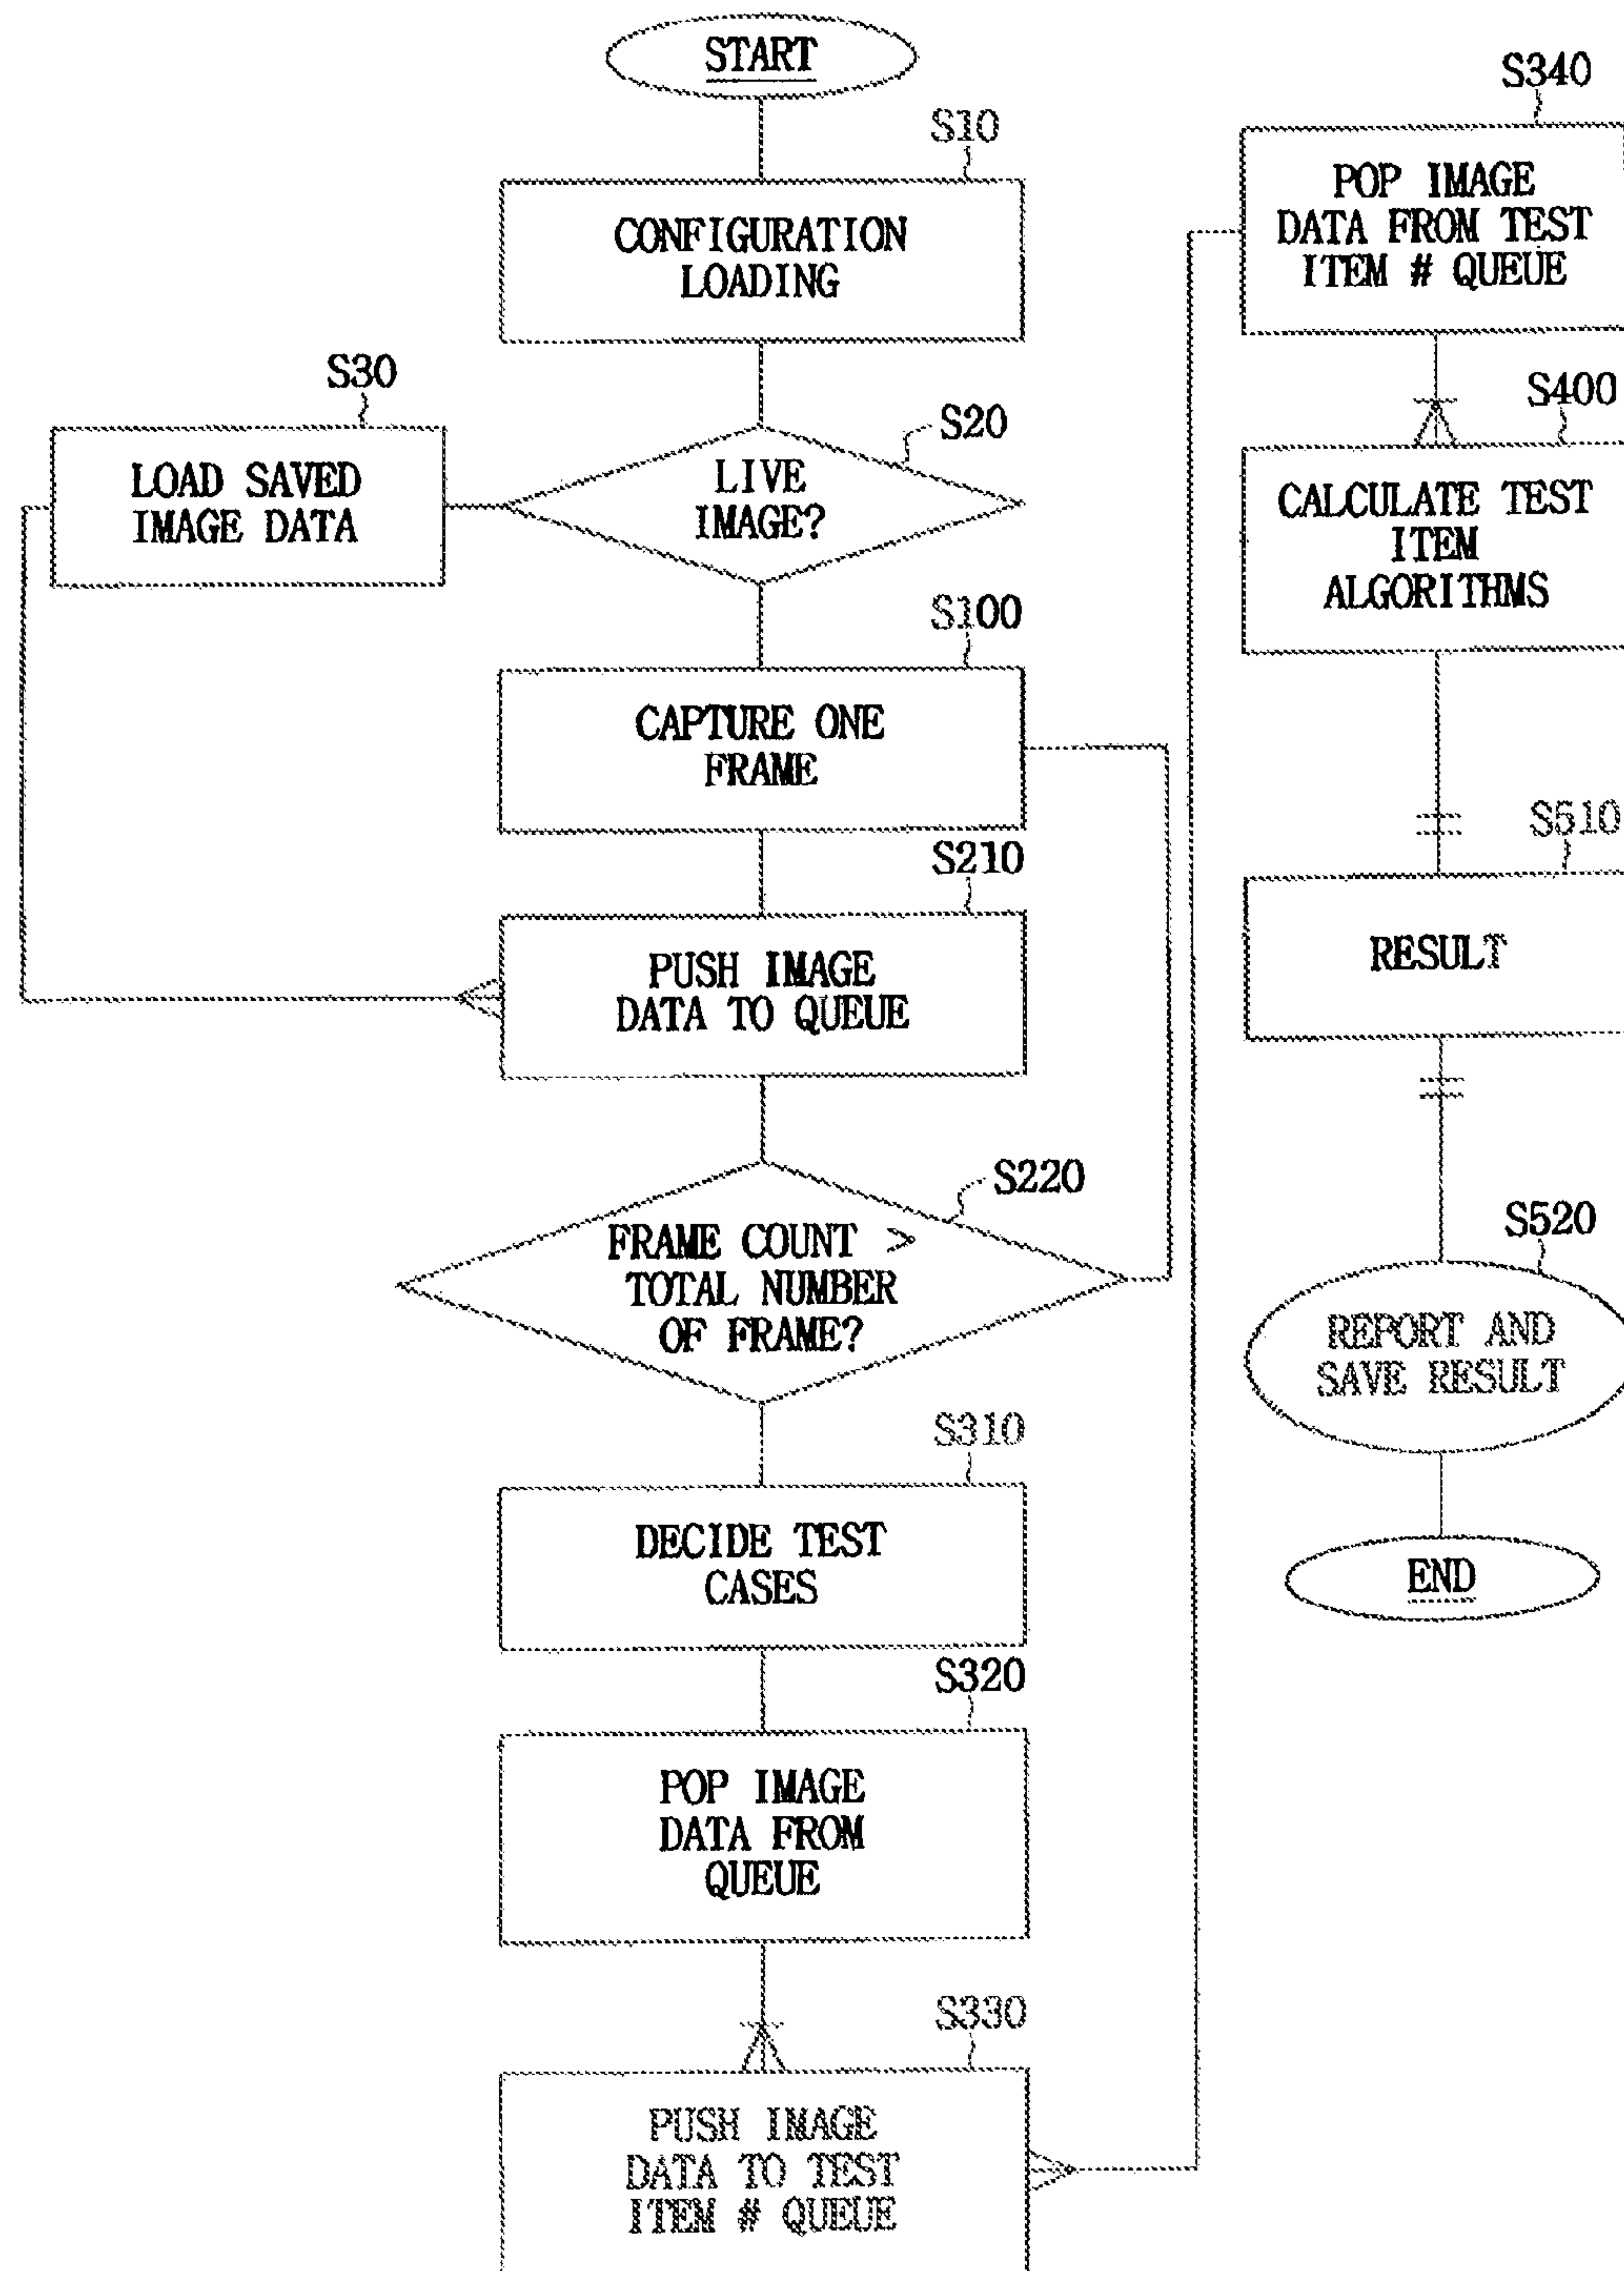 START
S10
CONFIGURATION
LOADING
S20
LIVE
IMAGE?
S30
LOAD SAVED
IMAGE DATA
S100
CAPTURE ONE
FRAME
S210
PUSH IMAGE
DATA TO QUEUE
S220
FRAME COUNT >
TOTAL NUMBER
OF FRAME?
S310
DECIDE TEST
CASES
S320
POP IMAGE
DATA FROM
QUEUE
S330
PUSH IMAGE
DATA TO TEST
ITEM # QUEUE
S340
POP IMAGE
DATA FROM TEST
ITEM # QUEUE
S400
CALCULATE TEST
ITEM
ALGORITHMS
S510
RESULT
S520
REPORT AND
SAVE RESULT
END